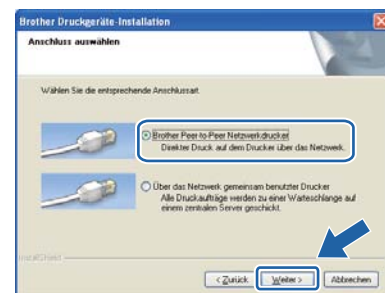 Brother Druckgeräte-Installation
Anschluss auswählen
Wählen Sie die entsprechende Anschlussart.
Brother Peer-to-Peer Netzwerkdrucker
Direkter Druck auf dem Drucker über das Netzwerk.
Über das Netzwerk gemeinsam benutzter Drucker
Alle Druckaufträge werden zu einer Warteschlange auf
einem zentralen Server geschickt.
InstallShield
< Zurück
Weiter >
Abbrechen